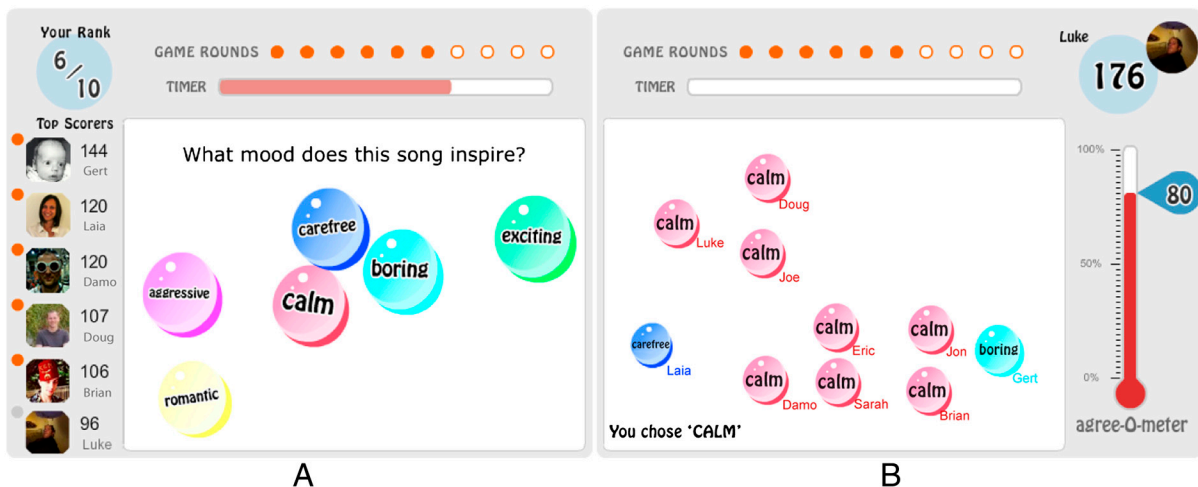 Your Rank
6/10
GAME ROUNDS
TIMER
Top Scorers
144
Gert
120
Laia
120
Damo
107
Doug
106
Brian
96
Luke
What mood does this song inspire?
carefree
exciting
boring
aggressive
calm
romantic
A
GAME ROUNDS
TIMER
Luke
176
calm
Doug
calm
Luke
calm
Joe
calm
Eric
calm
Jon
carefree
Laia
boring
Gert
calm
Damo
calm
Sarah
calm
Brian
You chose 'CALM'
100%
80
50%
0%
agree-O-meter
B